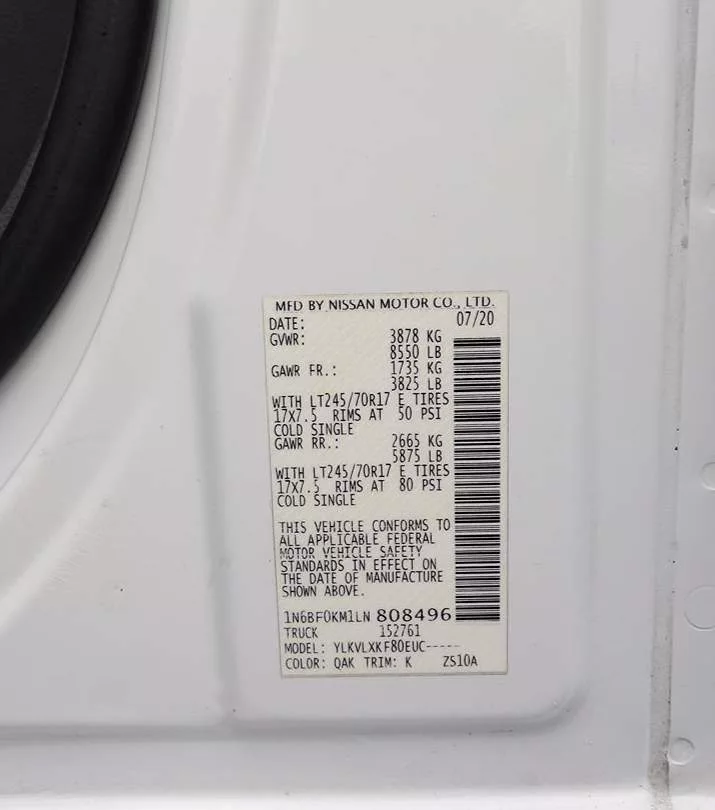 MFD BY NISSAN MOTOR CO., LTD.
DATE: 07/20
GVWR: 3878 KG
8550 LB
GAWR FR.: 1735 KG
3825 LB
WITH LT245/70R17 E TIRES
17X7.5 RIMS AT 50 PSI
COLD SINGLE
GAWR RR.: 2665 KG
5875 LB
WITH LT245/70R17 E TIRES
17X7.5 RIMS AT 80 PSI
COLD SINGLE
THIS VEHICLE CONFORMS TO
ALL APPLICABLE FEDERAL
MOTOR VEHICLE SAFETY
STANDARDS IN EFFECT ON
THE DATE OF MANUFACTURE
SHOWN ABOVE.
1N6BF0KM1LN 808496
TRUCK 152761
MODEL: YLKVLXKF80EUC-----
COLOR: QAK TRIM: K ZS10A